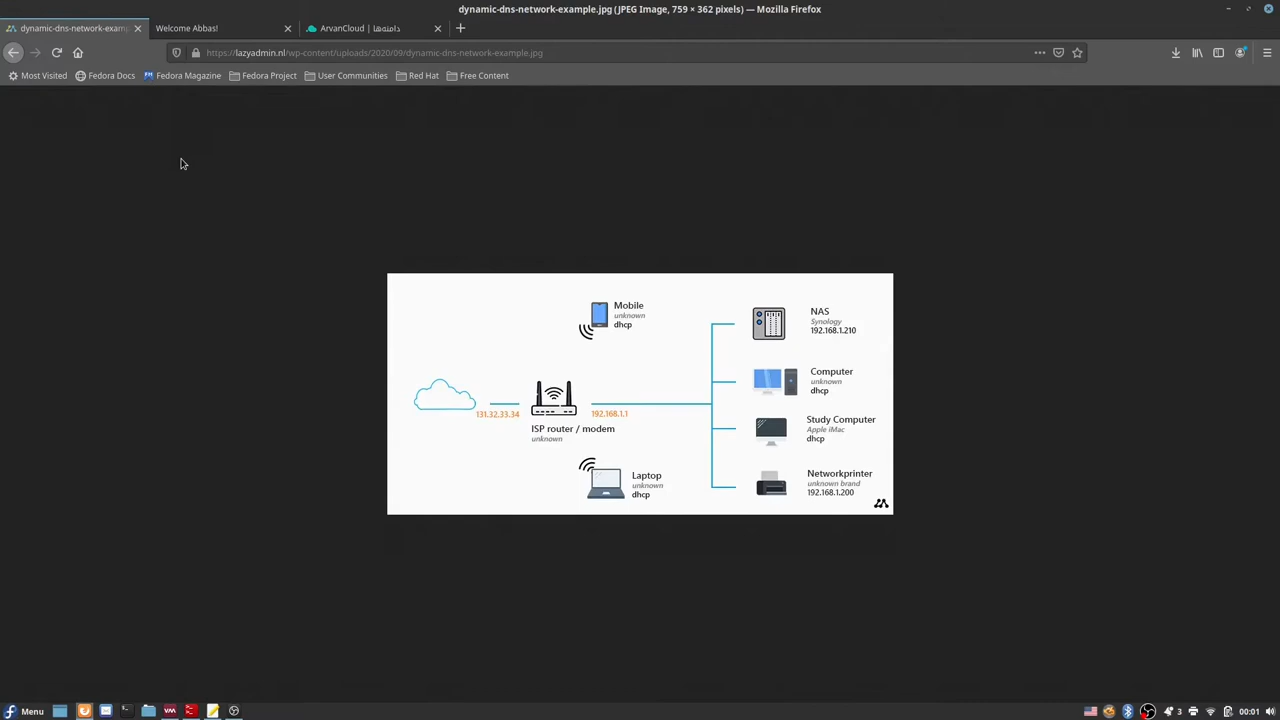 dynamic-dns-network-example.jpg (JPEG Image, 759 × 362 pixels) — Mozilla Firefox
dynamic-dns-network-exam
Welcome Abbas!
ArvanCloud | دامنه‌ها
https://lazyadmin.nl/wp-content/uploads/2020/09/dynamic-dns-network-example.jpg
Most Visited
Fedora Docs
Fedora Magazine
Fedora Project
User Communities
Red Hat
Free Content
Mobile
unknown
dhcp
NAS
Synology
192.168.1.210
Computer
unknown
dhcp
131.32.33.34
192.168.1.1
ISP router / modem
unknown
Study Computer
Apple iMac
dhcp
Laptop
unknown
dhcp
Networkprinter
unknown brand
192.168.1.200
Menu
3
00:01